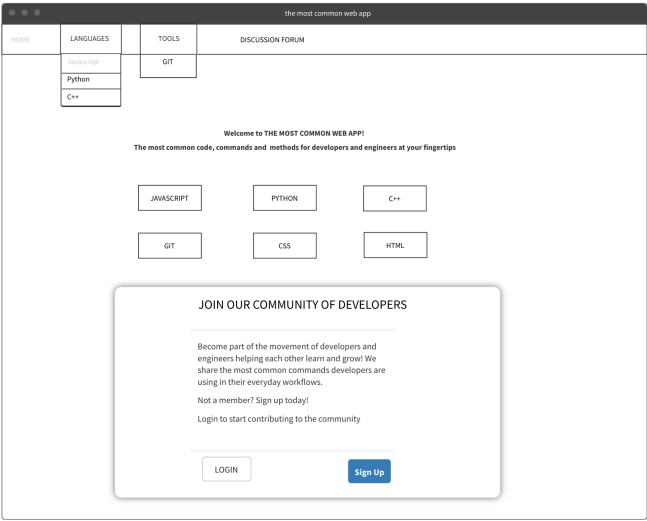 the most common web app
HOME LANGUAGES TOOLS DISCUSSION FORUM
Javascript GIT
Python
C++
Welcome to THE MOST COMMON WEB APP!
The most common code, commands and methods for developers and engineers at your fingertips
JAVASCRIPT PYTHON C++
GIT CSS HTML
JOIN OUR COMMUNITY OF DEVELOPERS
Become part of the movement of developers and
engineers helping each other learn and grow! We
share the most common commands developers are
using in their everyday workflows.
Not a member? Sign up today!
Login to start contributing to the community
LOGIN Sign Up